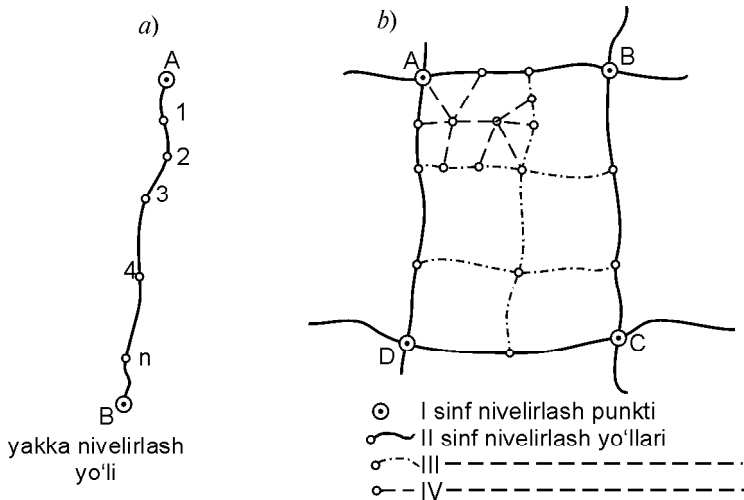 a)
A
1
2
3
4
n
B
yakka nivelirlash
yo‘li
b)
A
B
D
C
I sinf nivelirlash punkti
II sinf nivelirlash yo‘llari
III
IV